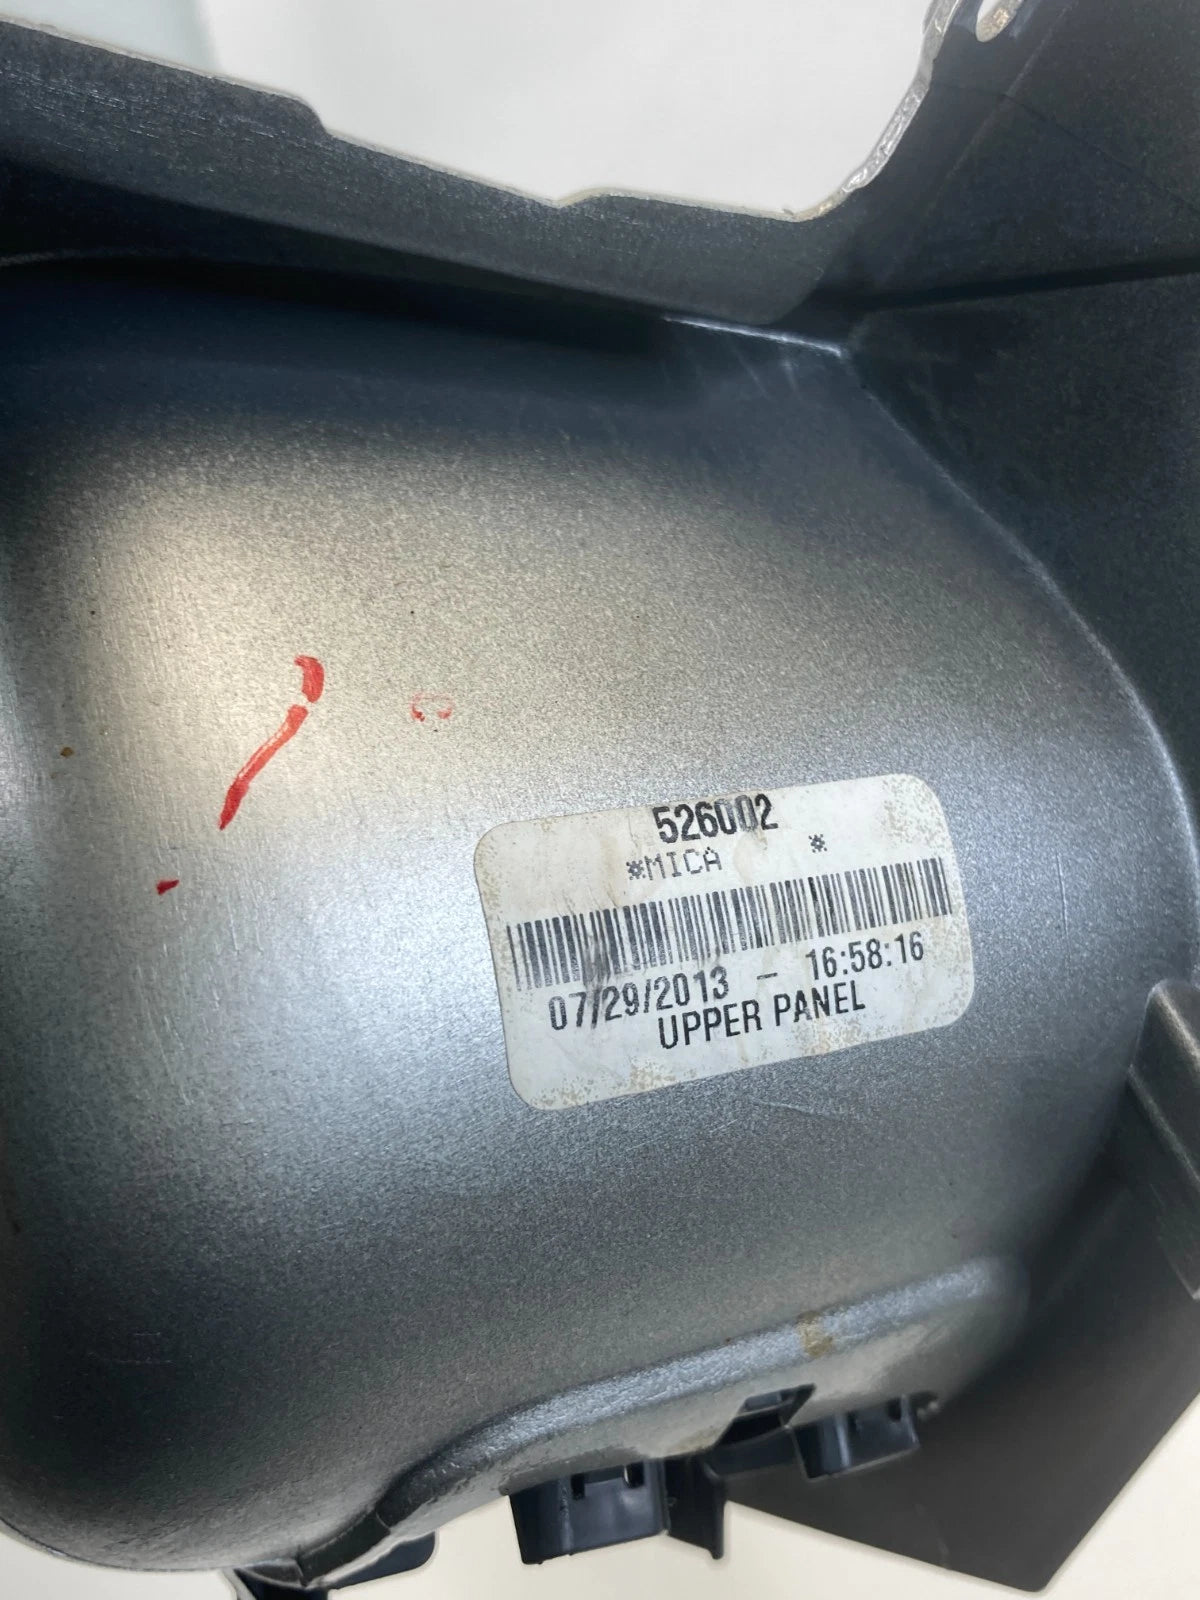 526002
*MICA *
07/29/2013 - 16:58:16
UPPER PANEL